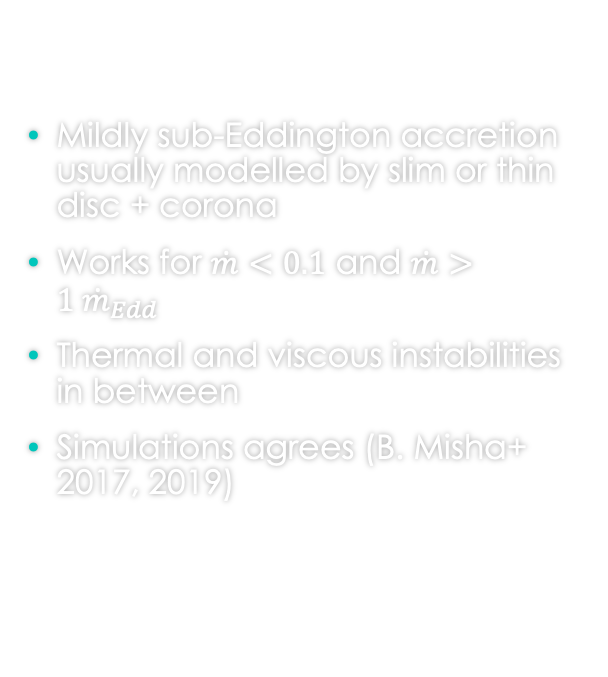 • Mildly sub-Eddington accretion
usually modelled by slim or thin
disc + corona
• Works for ṁ < 0.1 and ṁ >
1 ṁ_Edd
• Thermal and viscous instabilities
in between
• Simulations agrees (B. Misha+
2017, 2019)